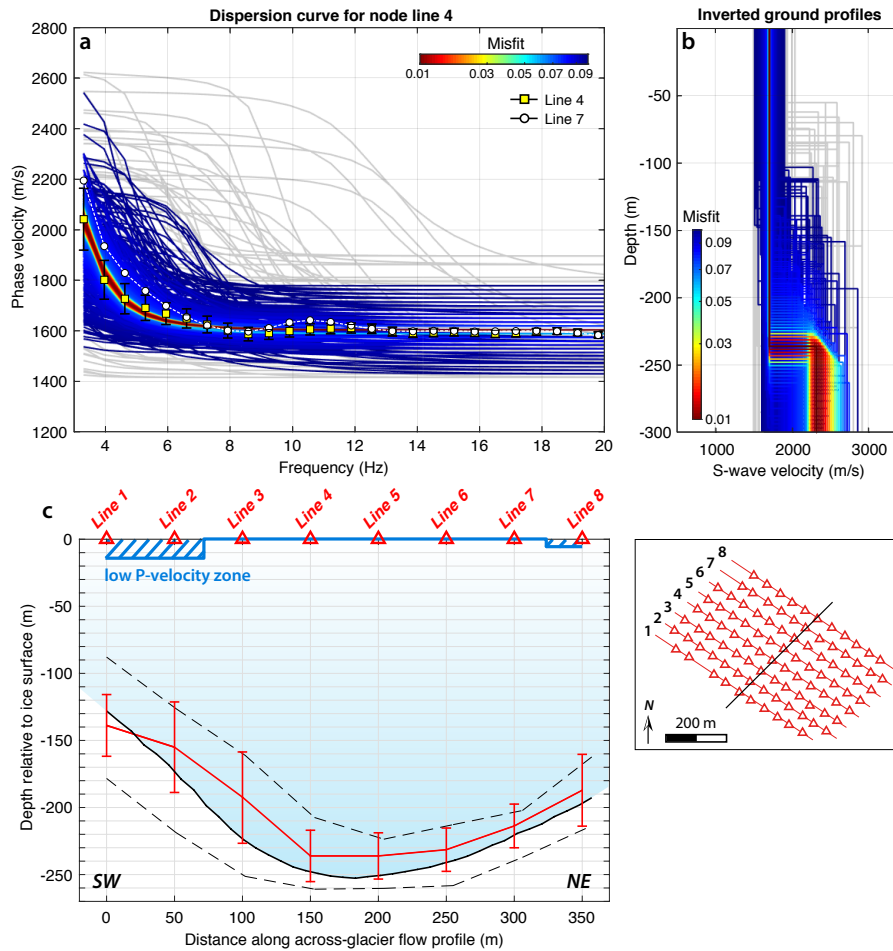 Dispersion curve for node line 4
a
Misfit
0.01 0.03 0.05 0.07 0.09
Line 4
Line 7
2800
2600
2400
2200
2000
1800
1600
1400
1200
Phase velocity (m/s)
4 6 8 10 12 14 16 18 20
Frequency (Hz)
Inverted ground profiles
b
-50
-100
-150
-200
-250
-300
Depth (m)
Misfit
0.09
0.07
0.05
0.03
0.01
1000 2000 3000
S-wave velocity (m/s)
c
Line 1 Line 2 Line 3 Line 4 Line 5 Line 6 Line 7 Line 8
low P-velocity zone
0
-50
-100
-150
-200
-250
Depth relative to ice surface (m)
SW NE
0 50 100 150 200 250 300 350
Distance along across-glacier flow profile (m)
8
7
6
5
4
3
2
1
N
200 m